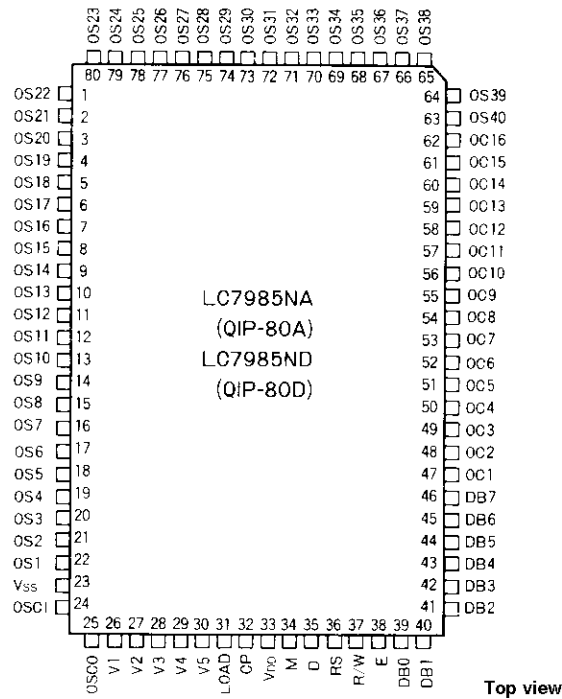 OS23 OS24 OS25 OS26 OS27 OS28 OS29 OS30 OS31 OS32 OS33 OS34 OS35 OS36 OS37 OS38
80 79 78 77 76 75 74 73 72 71 70 69 68 67 66 65
OS22 1 64 OS39
OS21 2 63 OS40
OS20 3 62 OC16
OS19 4 61 OC15
OS18 5 60 OC14
OS17 6 59 OC13
OS16 7 58 OC12
OS15 8 57 OC11
OS14 9 56 OC10
OS13 10 55 OC9
OS12 11 54 OC8
OS11 12 53 OC7
OS10 13 52 OC6
OS9 14 51 OC5
OS8 15 50 OC4
OS7 16 49 OC3
OS6 17 48 OC2
OS5 18 47 OC1
OS4 19 46 DB7
OS3 20 45 DB6
OS2 21 44 DB5
OS1 22 43 DB4
VSS 23 42 DB3
OSCI 24 41 DB2
LC7985NA
(QIP-80A)
LC7985ND
(QIP-80D)
25 26 27 28 29 30 31 32 33 34 35 36 37 38 39 40
OSCO V1 V2 V3 V4 V5 LOAD CP VDD M D RS R/W E DB0 DB1
Top view